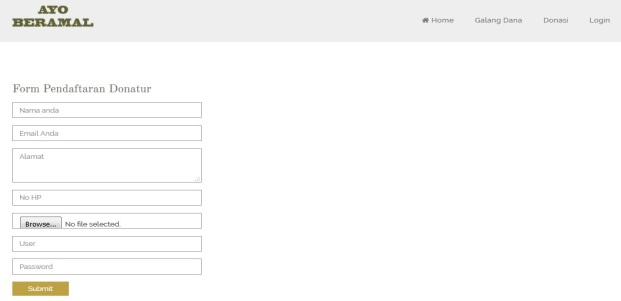 AYO
BERAMAL
Home Galang Dana Donasi Login
Form Pendaftaran Donatur
Nama anda
Email Anda
Alamat
No HP
Browse... No file selected.
User
Password
Submit